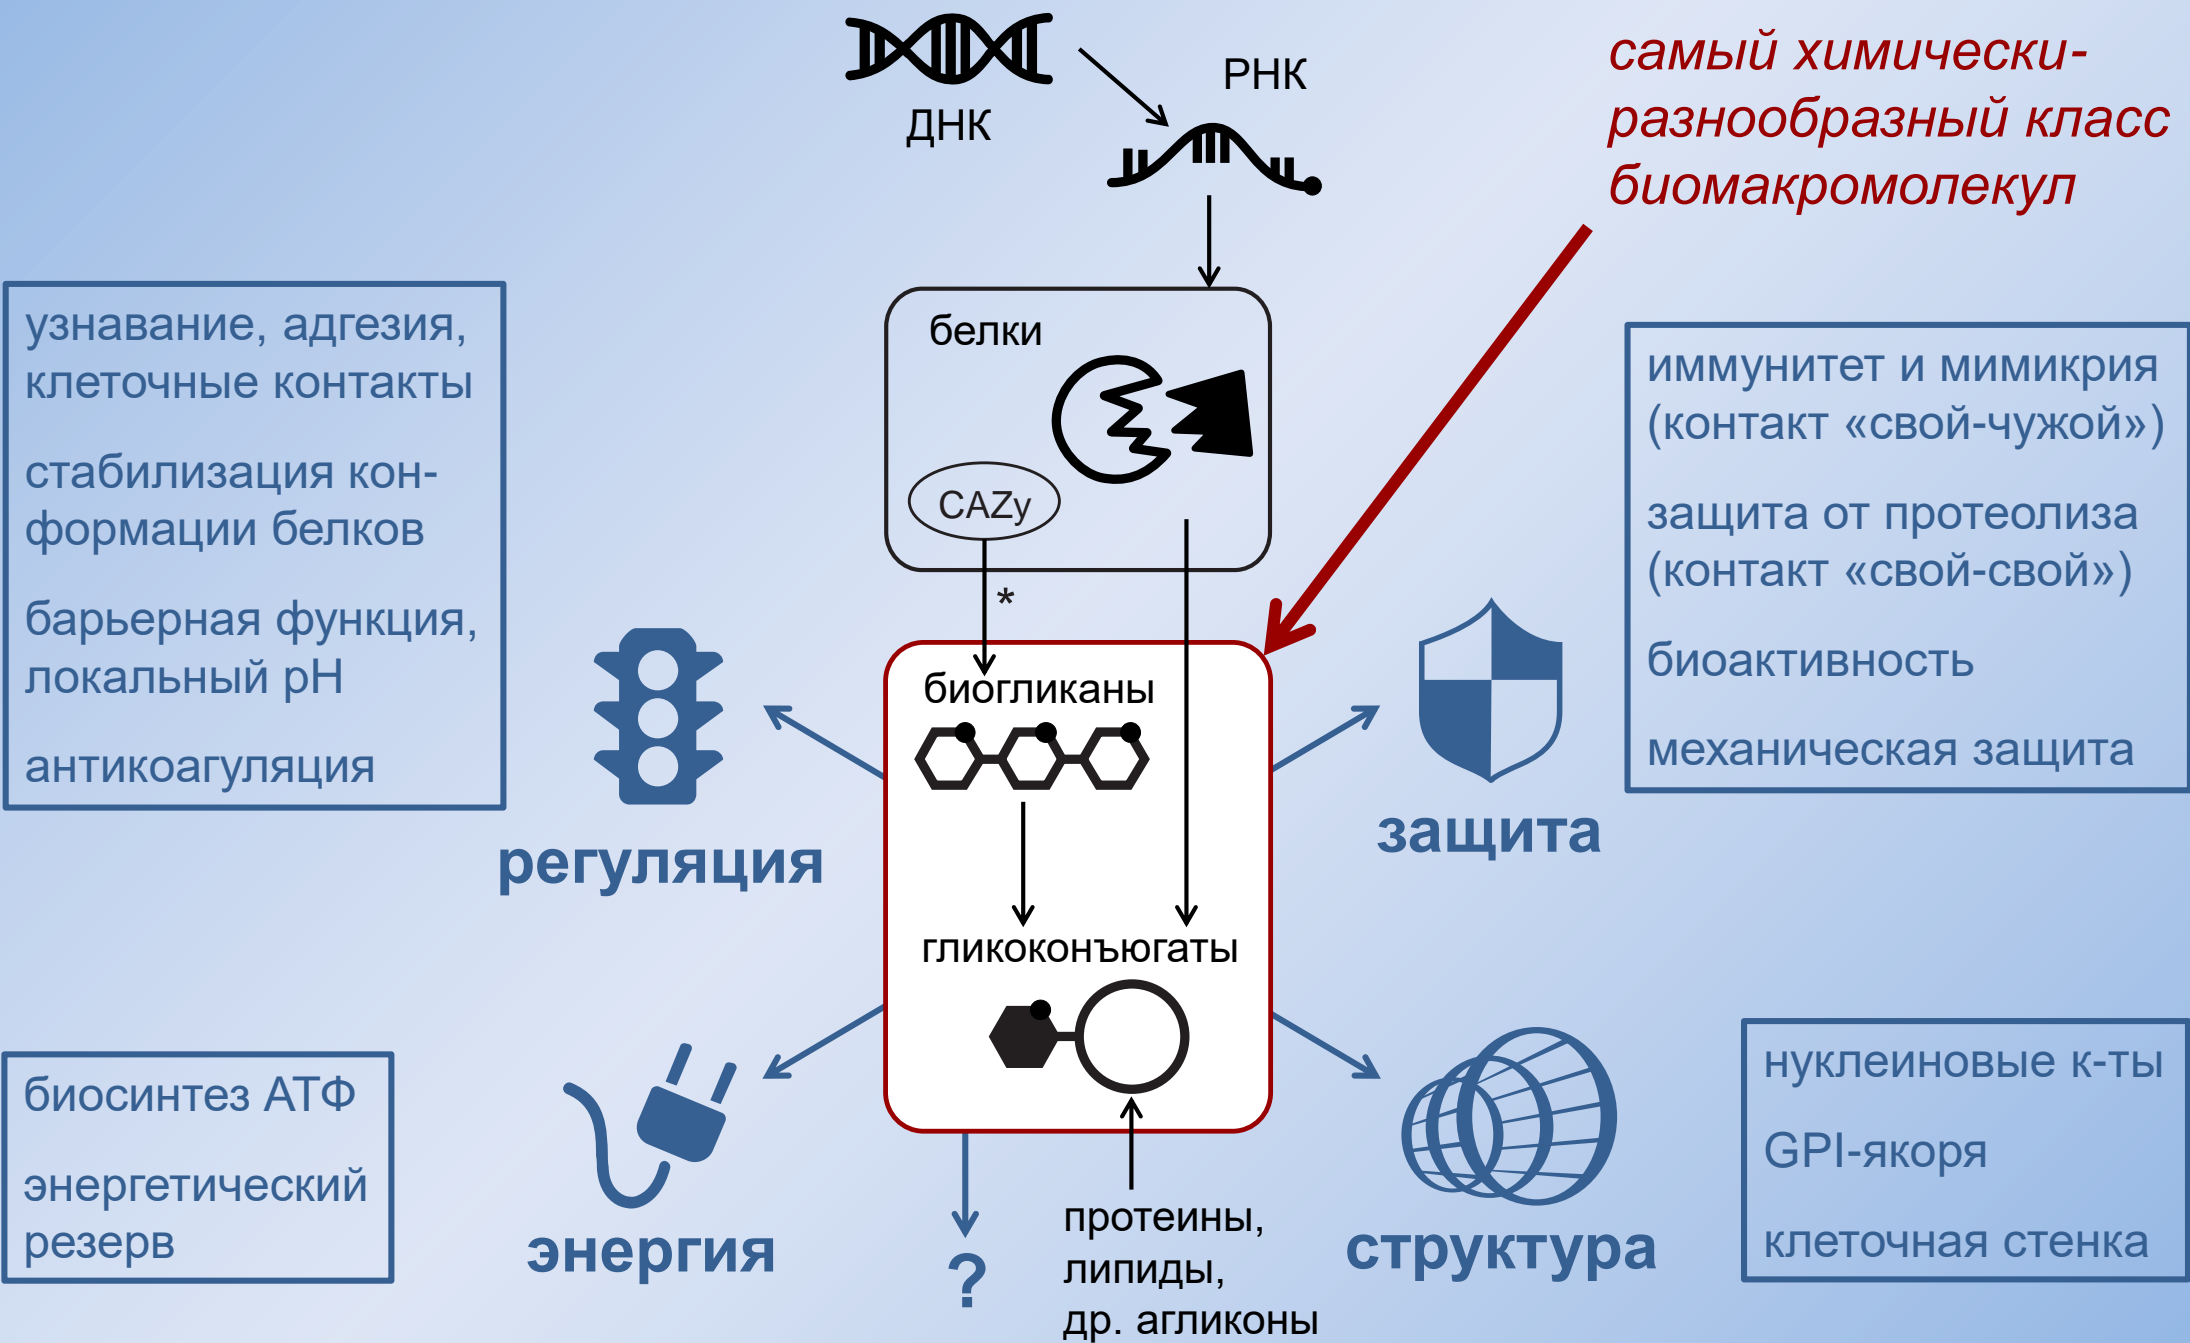 ДНК
РНК
самый химически-
разнообразный класс
биомакромолекул
узнавание, адгезия,
клеточные контакты
стабилизация кон-
формации белков
барьерная функция,
локальный pH
антикоагуляция
регуляция
белки
CAZy
*
биогликаны
гликоконъюгаты
иммунитет и мимикрия
(контакт «свой-чужой»)
защита от протеолиза
(контакт «свой-свой»)
биоактивность
механическая защита
защита
биосинтез АТФ
энергетический
резерв
энергия
?
протеины,
липиды,
др. агликоны
структура
нуклеиновые к-ты
GPI-якоря
клеточная стенка